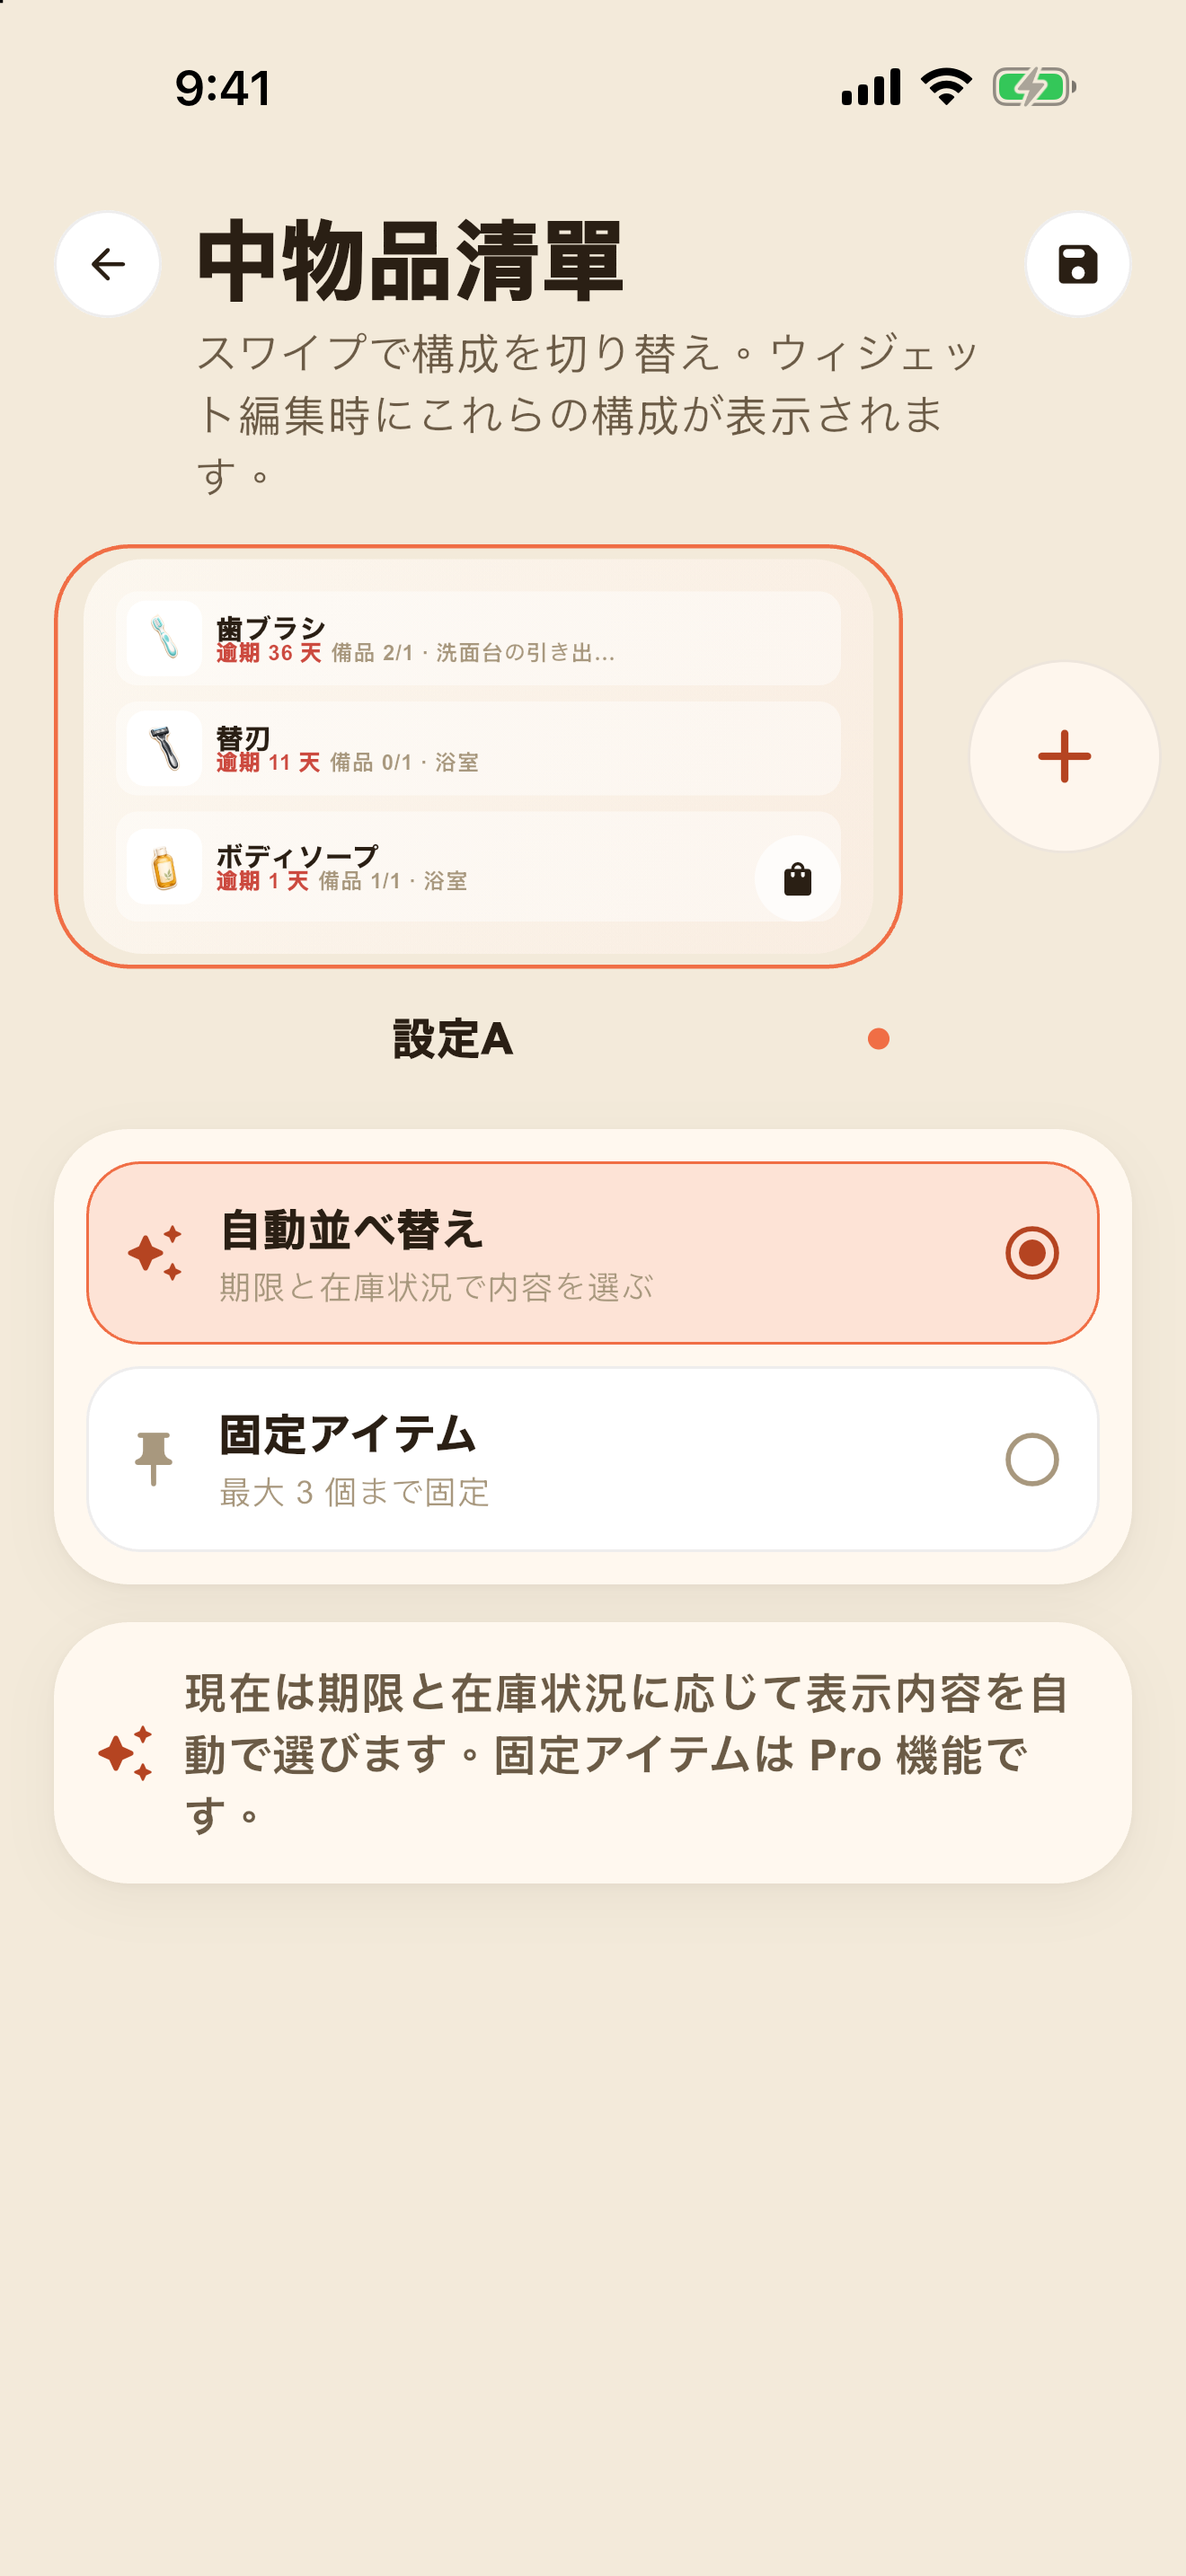 9:41
中物品清單
スワイプで構成を切り替え。ウィジェッ
ト編集時にこれらの構成が表示されま
す。
歯ブラシ
逾期 36 天 備品 2/1 · 洗面台の引き出...
替刃
逾期 11 天 備品 0/1 · 浴室
ボディソープ
逾期 1 天 備品 1/1 · 浴室
設定A
自動並べ替え
期限と在庫状況で内容を選ぶ
固定アイテム
最大 3 個まで固定
現在は期限と在庫状況に応じて表示内容を自
動で選びます。固定アイテムは Pro 機能で
す。